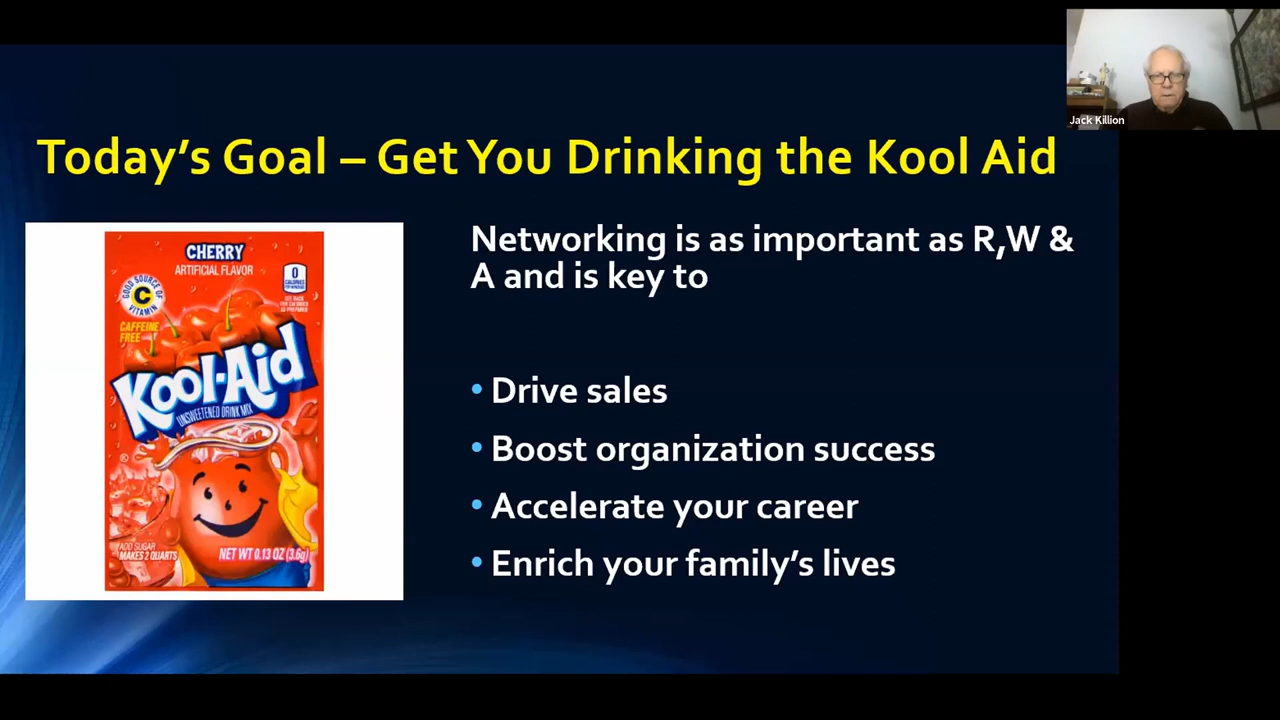 Jack Killion
Today's Goal – Get You Drinking the Kool Aid
CHERRY
ARTIFICIAL FLAVOR
0
CALORIES
GOOD SOURCE OF
VITAMIN
C
CAFFEINE
FREE
Kool-Aid
UNSWEETENED DRINK MIX
®
ADD SUGAR
MAKES 2 QUARTS
NET WT 0.13 OZ (3.6g)
Networking is as important as R,W &
A and is key to
• Drive sales
• Boost organization success
• Accelerate your career
• Enrich your family's lives